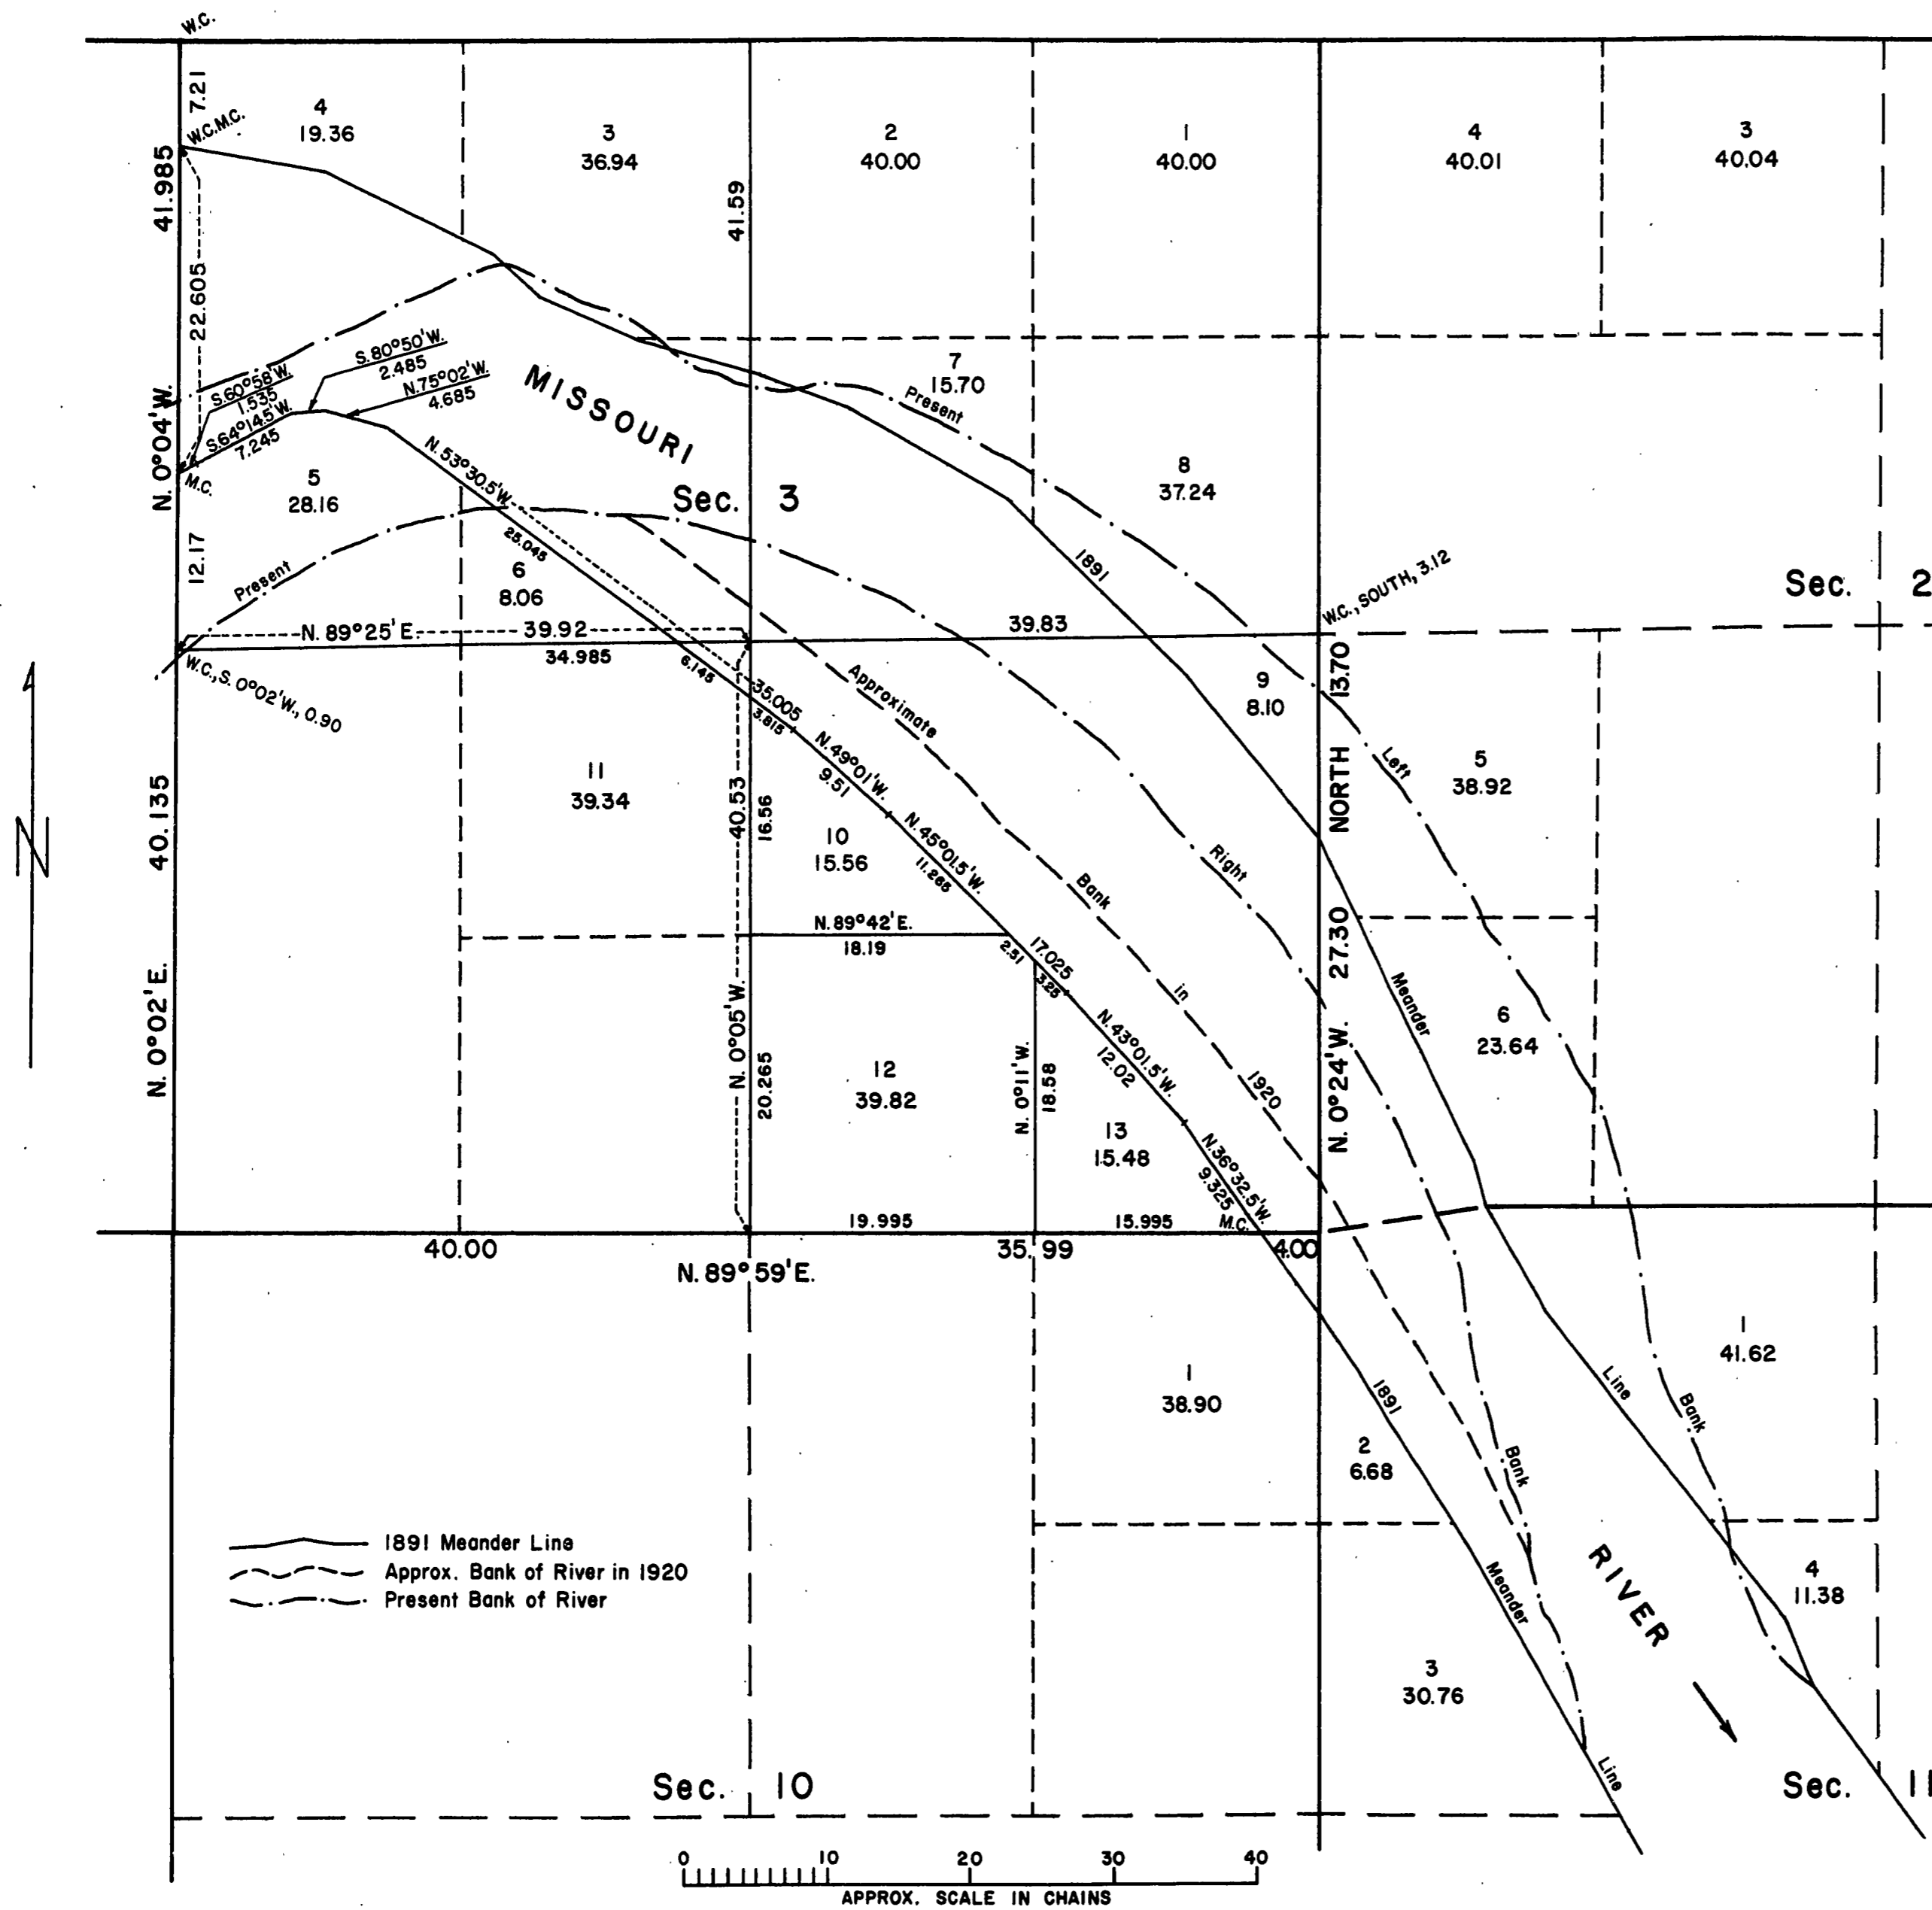 W.C.
7.21
W.C.M.C.
4
19.36
3
36.94
2
40.00
1
40.00
4
40.01
3
40.04
41.985
N. 0°04'W.
22.605
41.59
S. 80°50'W.
2.485
N. 75°02'W.
4.685
S. 60°58'W.
1.535
S. 64°14.5'W.
7.245
M.C.
MISSOURI
7
15.70
Present
8
37.24
N. 53°30.5'W.
25.045
5
28.16
Sec. 3
12.17
Present
6
8.06
1891
W.C., SOUTH, 3.12
Sec. 2
N. 89°25'E.
39.92
39.83
34.985
W.C., S. 0°02'W., 0.90
6.145
35.005
3.815
Approximate
9
8.10
13.70
NORTH
Left
5
38.92
11
39.34
N. 49°01'W.
9.51
40.135
N. 0°02'E.
40.53
16.56
N. 0°05'W.
10
15.56
N. 45°01.5'W.
11.265
Bank
Right
N. 89°42'E.
18.19
2.51
17.025
3.25
27.30
N. 0°24'W.
Meander
in
6
23.64
N. 0°11'W.
18.58
N. 43°01.5'W.
12.02
1920
12
39.82
20.265
13
15.48
N. 36°32.5'W.
9.325
M.C.
19.995
15.995
40.00
35.99
4.00
N. 89°59'E.
N
1
38.90
1891
2
6.68
Bank
Line
1
41.62
Bank
1891 Meander Line
Approx. Bank of River in 1920
Present Bank of River
Meander
RIVER
4
11.38
3
30.76
Line
Sec. 10
Sec. 11
0 10 20 30 40
APPROX. SCALE IN CHAINS